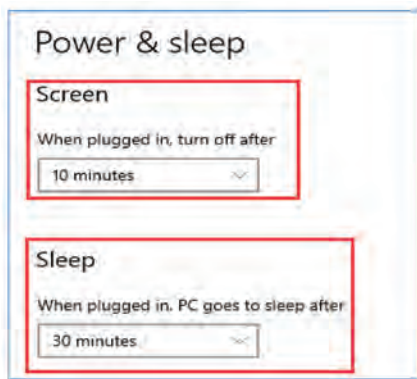 Power & sleep
Screen
When plugged in, turn off after
10 minutes
Sleep
When plugged in. PC goes to sleep after
30 minutes